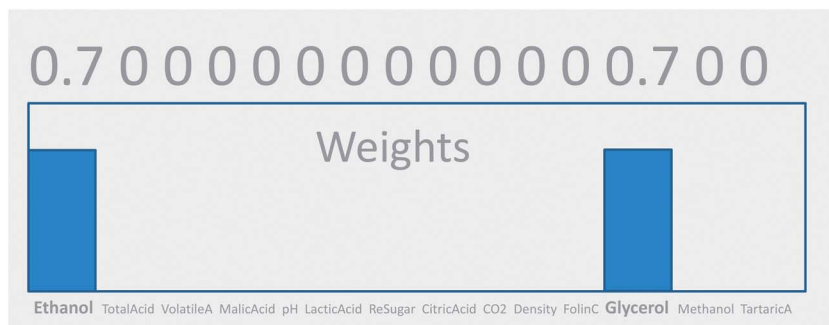 0.7 0 0 0 0 0 0 0 0 0 0 0 0.7 0 0
Weights
Ethanol TotalAcid VolatileA MalicAcid pH LacticAcid ReSugar CitricAcid CO2 Density FolinC Glycerol Methanol TartaricA